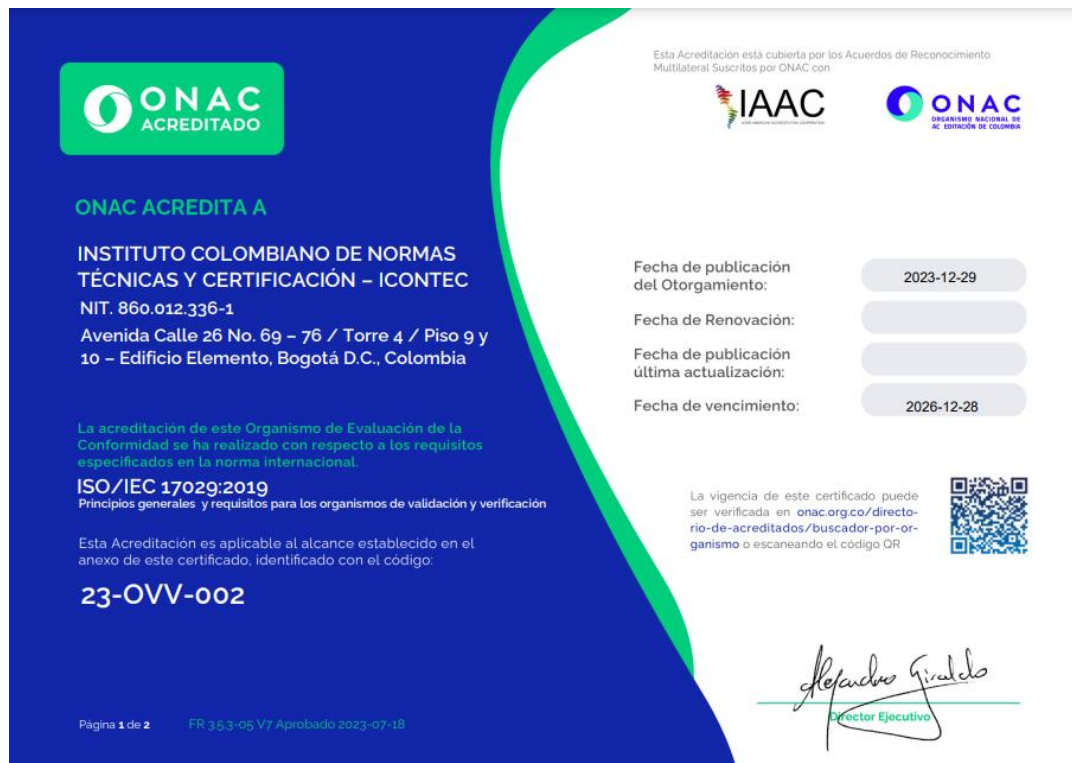 ONAC
ACREDITADO
ONAC ACREDITA A
INSTITUTO COLOMBIANO DE NORMAS
TÉCNICAS Y CERTIFICACIÓN – ICONTEC
NIT. 860.012.336-1
Avenida Calle 26 No. 69 – 76 / Torre 4 / Piso 9 y
10 – Edificio Elemento, Bogotá D.C., Colombia
La acreditación de este Organismo de Evaluación de la
Conformidad se ha realizado con respecto a los requisitos
especificados en la norma internacional.
ISO/IEC 17029:2019
Principios generales y requisitos para los organismos de validación y verificación
Esta Acreditación es aplicable al alcance establecido en el
anexo de este certificado, identificado con el código:
23-OVV-002
Página 1 de 2 FR 3.5.3-05 V7 Aprobado 2023-07-18
Esta Acreditación está cubierta por los Acuerdos de Reconocimiento
Multilateral Suscritos por ONAC con
IAAC
INTER AMERICAN ACCREDITATION COOPERATION
ONAC
ORGANISMO NACIONAL DE
AC EDITACIÓN DE COLOMBIA
Fecha de publicación
del Otorgamiento:
2023-12-29
Fecha de Renovación:
Fecha de publicación
última actualización:
Fecha de vencimiento:
2026-12-28
La vigencia de este certificado puede
ser verificada en onac.org.co/directo-
rio-de-acreditados/buscador-por-or-
ganismo o escaneando el código QR
Alejandro Giraldo
Director Ejecutivo